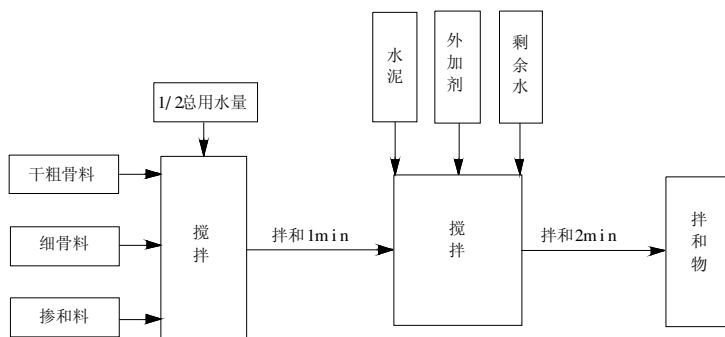 水泥
外加剂
剩余水
1/2总用水量
干粗骨料
细骨料
掺和料
搅拌
拌和1min
搅拌
拌和2min
拌和物